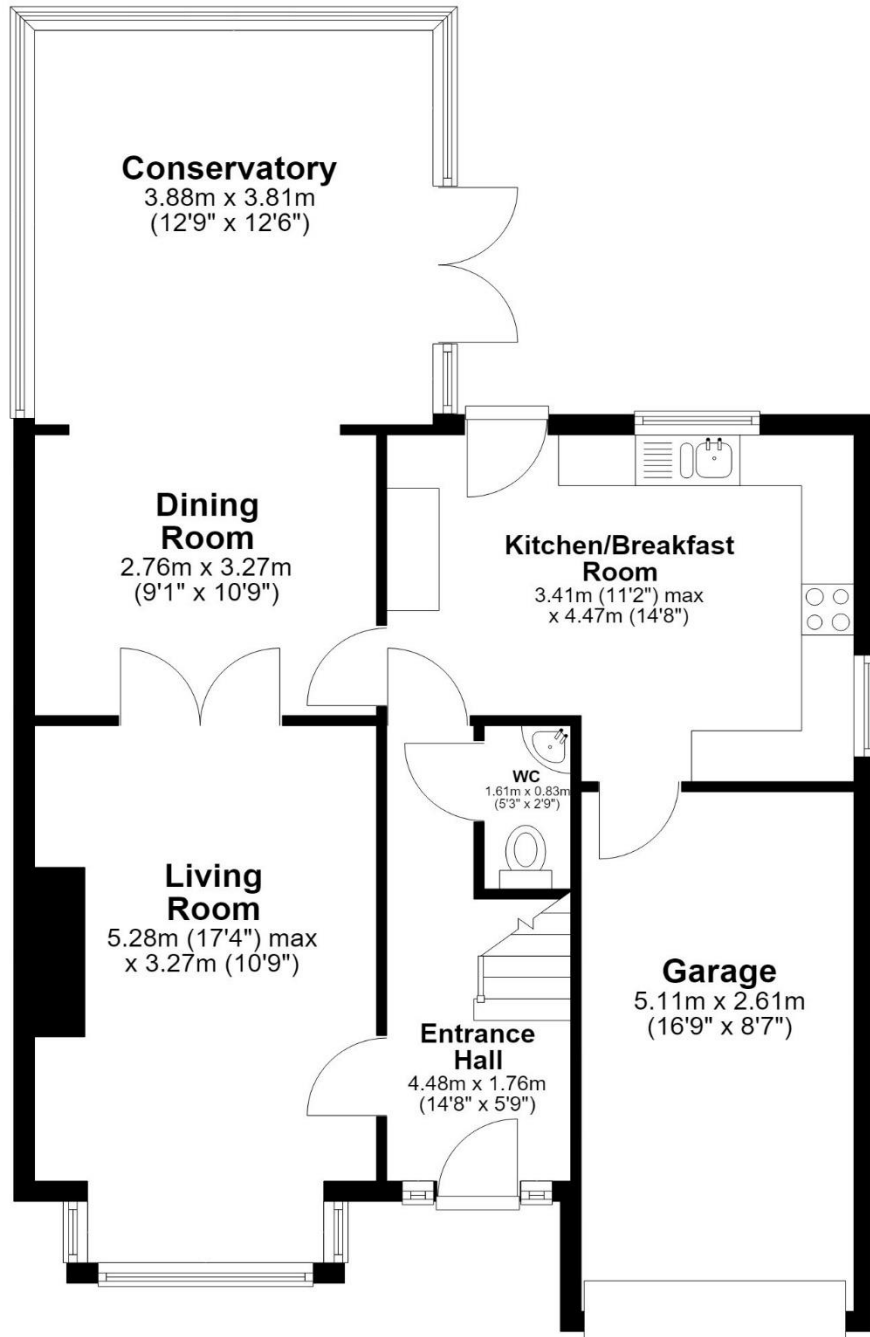 Conservatory
3.88m x 3.81m
(12'9" x 12'6")
Dining
Room
2.76m x 3.27m
(9'1" x 10'9")
Kitchen/Breakfast
Room
3.41m (11'2") max
x 4.47m (14'8")
WC
1.61m x 0.83m
(5'3" x 2'9")
Living
Room
5.28m (17'4") max
x 3.27m (10'9")
Garage
5.11m x 2.61m
(16'9" x 8'7")
Entrance
Hall
4.48m x 1.76m
(14'8" x 5'9")